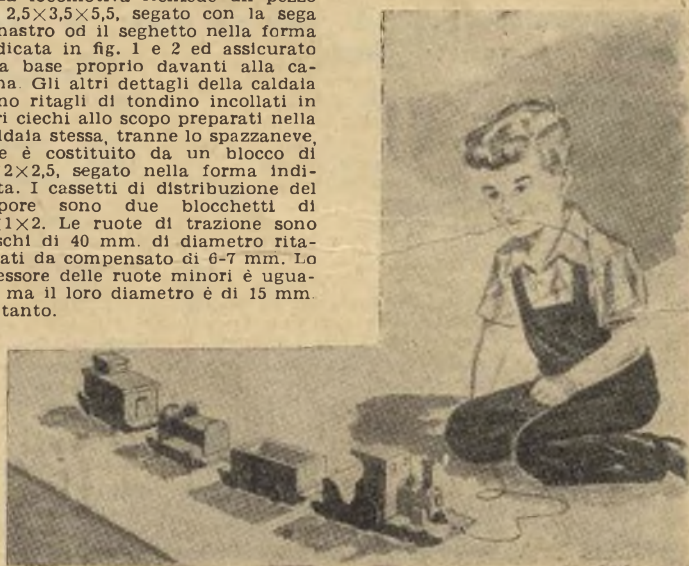 2,5×3,5×5,5, segato con la sega
nastro od il seghetto nella forma
dicata in fig. 1 e 2 ed assicurato
a base proprio davanti alla ca-
na. Gli altri dettagli della caldaia
no ritagli di tondino incollati in
ri ciechi allo scopo preparati nella
ldaia stessa, tranne lo spazzaneve,
e è costituito da un blocco di
2×2,5, segato nella forma indi-
ta. I cassetti di distribuzione del
pore sono due blocchetti di
1×2. Le ruote di trazione sono
schi di 40 mm. di diametro rita-
ati da compensato di 6-7 mm. Lo
essore delle ruote minori è ugua-
ma il loro diametro è di 15 mm.
tanto.